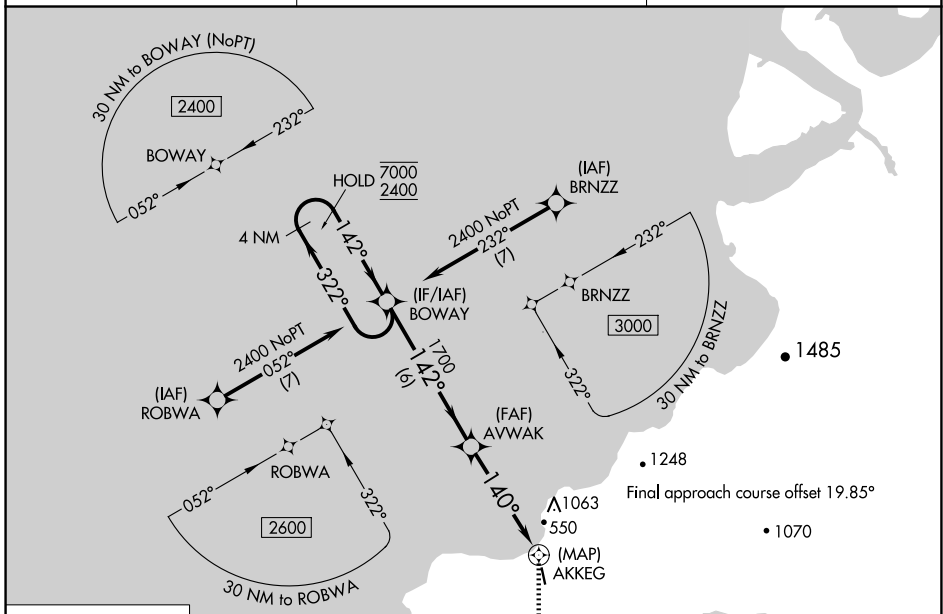 30 NM to BOWAY (NoPT)
2400
232°
BOWAY
052°
HOLD 7000
2400
4 NM
142°
322°
(IAF)
BRNZZ
2400 NoPT
232°
(7)
(IF/IAF)
BOWAY
232°
BRNZZ
3000
322°
30 NM to BRNZZ
1485
2400 NoPT
052°
(7)
(IAF)
ROBWA
1700
142°
(6)
(FAF)
AVWAK
ROBWA
052°
322°
2600
30 NM to ROBWA
140°
1248
Final approach course offset 19.85°
1063
550
1070
(MAP)
AKKEG